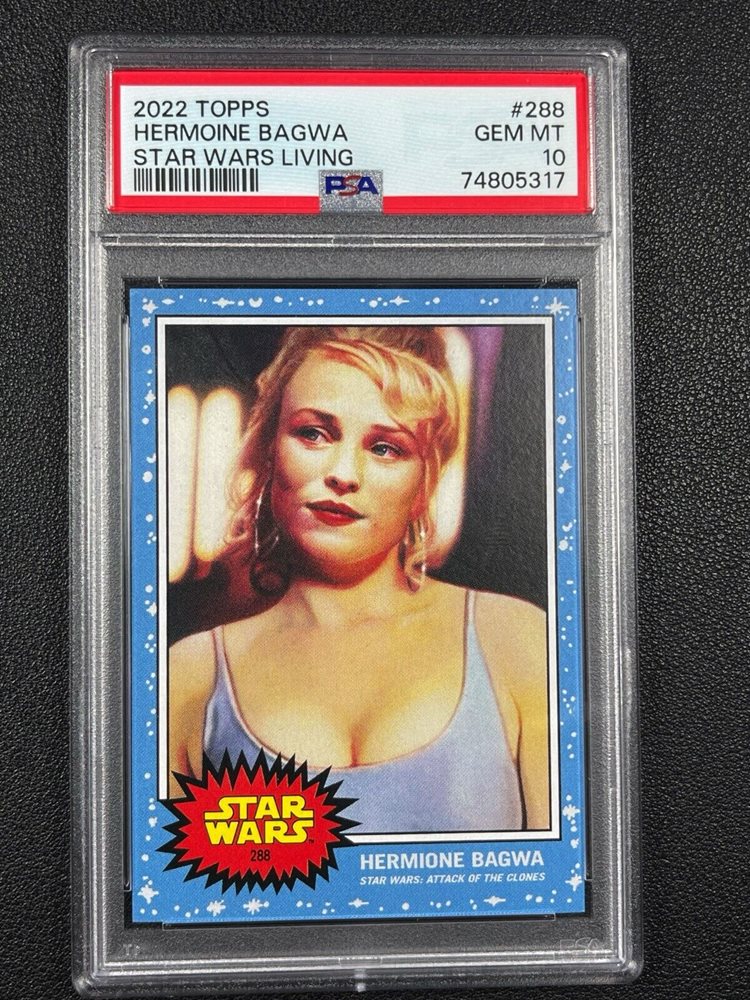 2022 TOPPS #288
HERMOINE BAGWA GEM MT
STAR WARS LIVING 10
PSA 74805317
STAR
WARS
288
HERMIONE BAGWA
STAR WARS: ATTACK OF THE CLONES